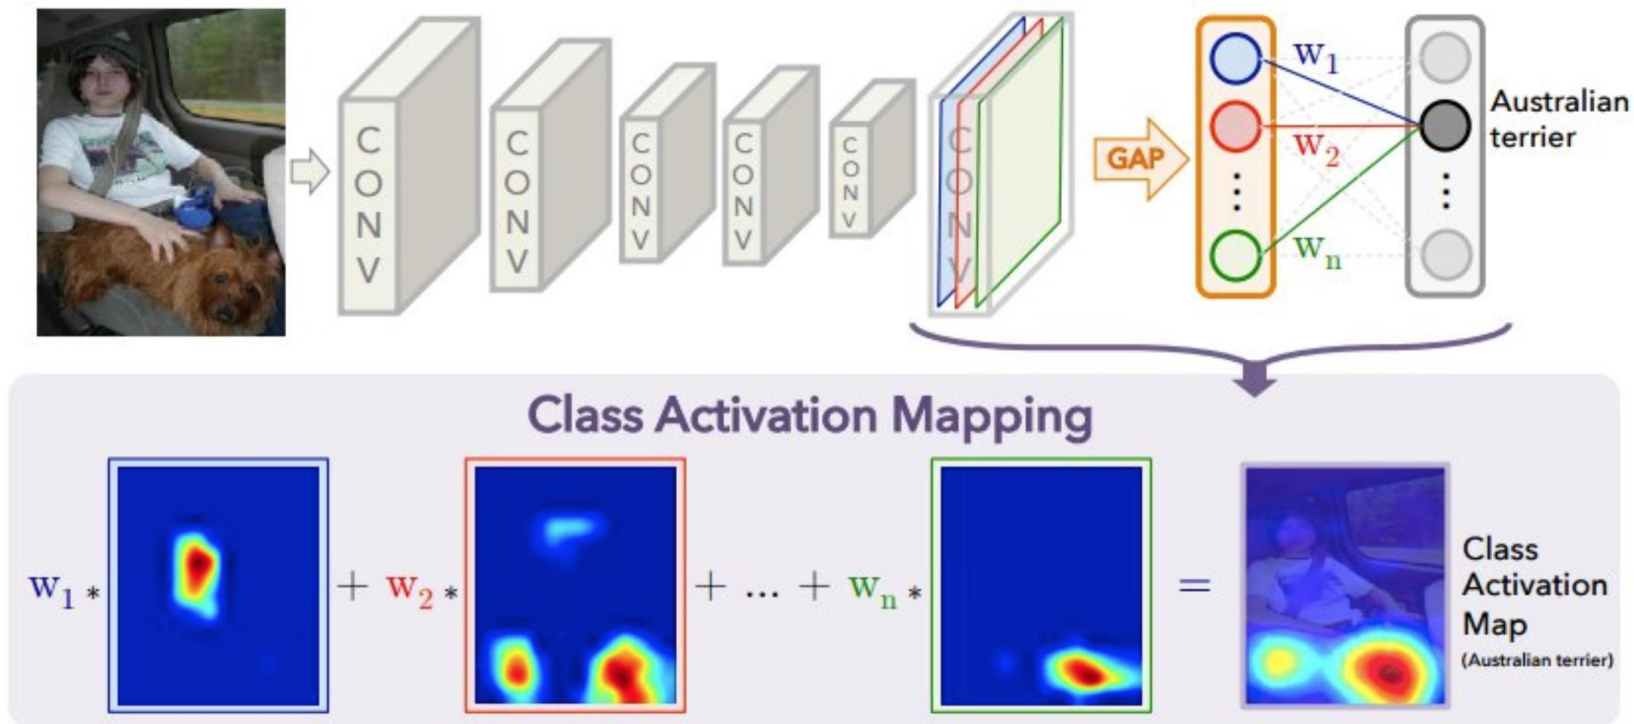 CONV
CONV
CONV
CONV
CONV
CONV
GAP
w1
w2
⋮
wn
⋮
Australian
terrier
Class Activation Mapping
w1 * + w2 * + ... + wn * =
Class
Activation
Map
(Australian terrier)